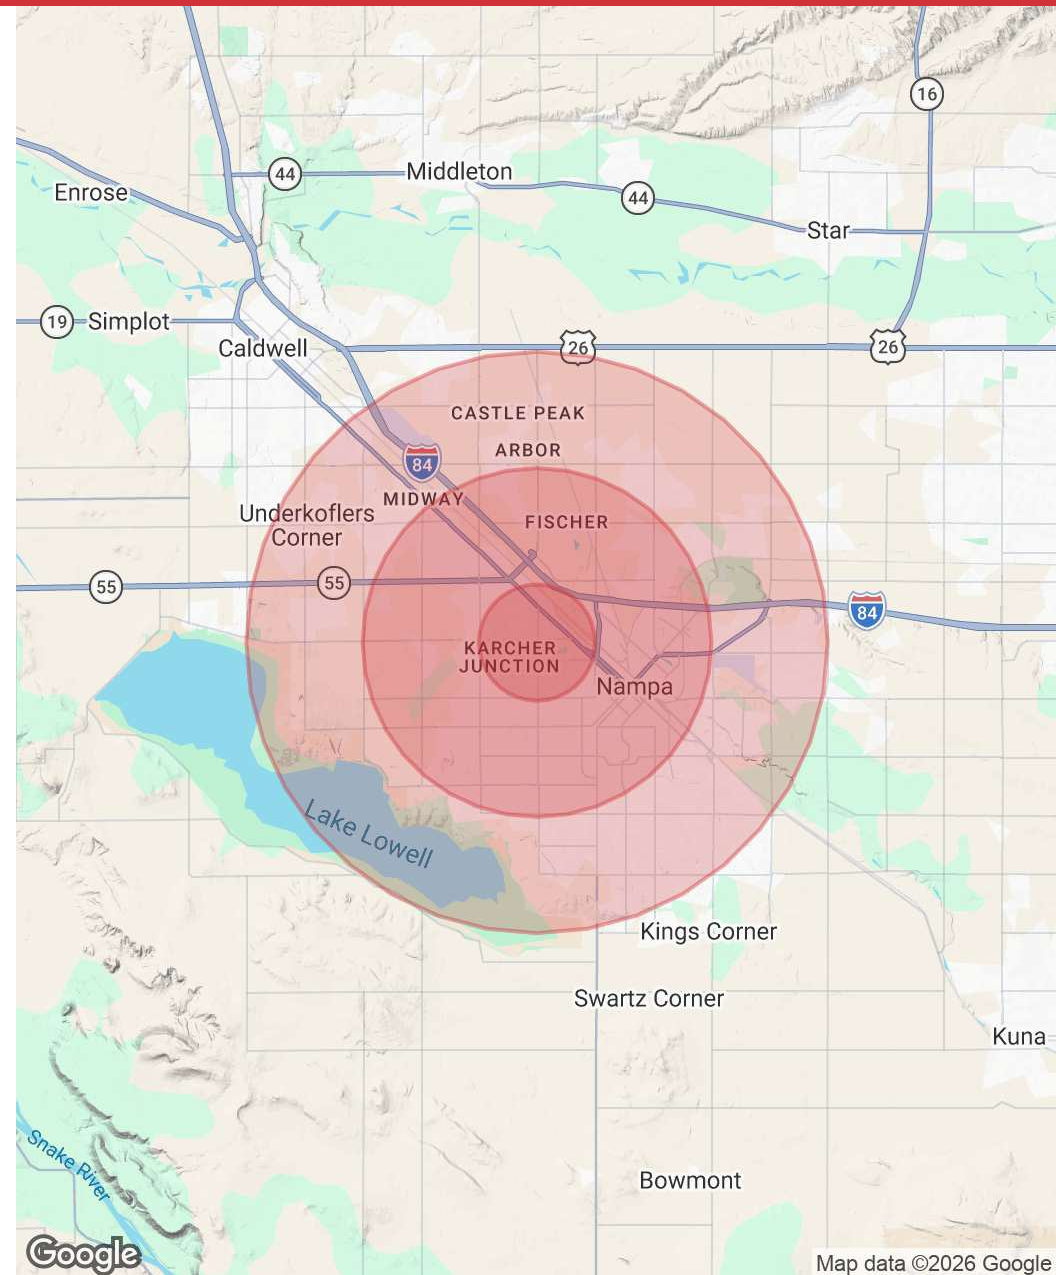 16
44
Middleton
Enrose
44
Star
19
Simplot
26
26
Caldwell
CASTLE PEAK
ARBOR
84
MIDWAY
Underkoflers
Corner
FISCHER
55
55
84
KARCHER
JUNCTION
Nampa
Lake Lowell
Kings Corner
Swartz Corner
Kuna
Snake River
Bowmont
Google
Map data ©2026 Google